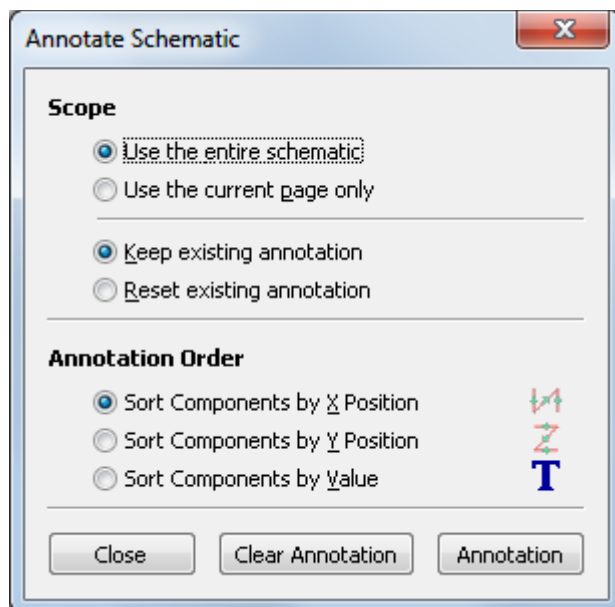 Annotate Schematic
Scope
Use the entire schematic
Use the current page only
Keep existing annotation
Reset existing annotation
Annotation Order
Sort Components by X Position
Sort Components by Y Position
Sort Components by Value
T
Close Clear Annotation Annotation